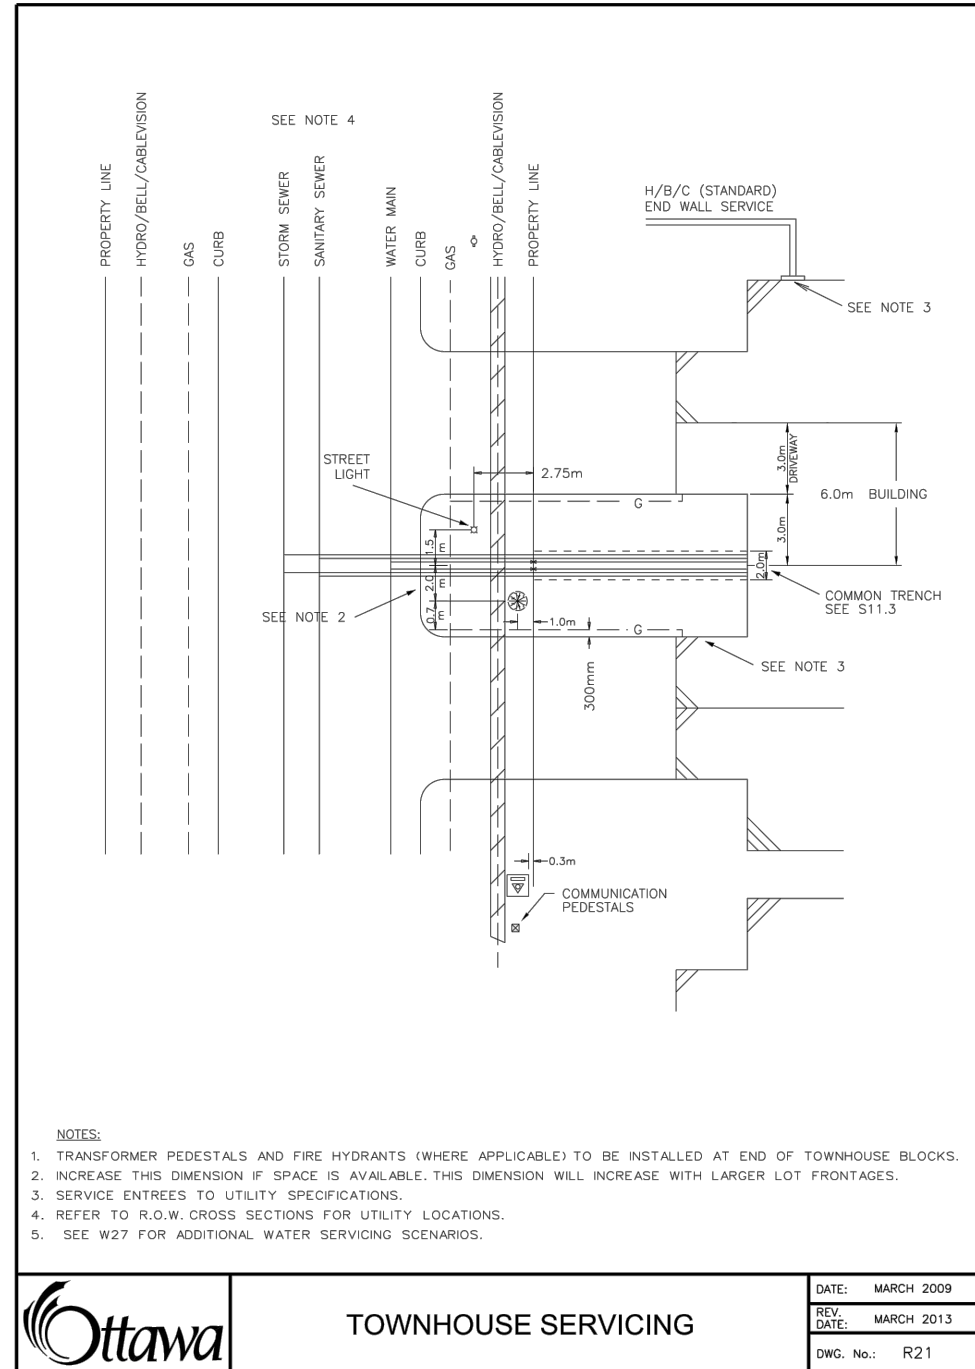 SEE NOTE 4
PROPERTY LINE
HYDRO/BELL/CABLEVISION
GAS
CURB
STORM SEWER
SANITARY SEWER
WATER MAIN
CURB
GAS
HYDRO/BELL/CABLEVISION
PROPERTY LINE
H/B/C (STANDARD)
END WALL SERVICE
SEE NOTE 3
STREET
LIGHT
2.75m
3.0m
DRIVEWAY
6.0m BUILDING
G
3.0m
1.5
m
2.0
m
0.7
m
2.0m
COMMON TRENCH
SEE S11.3
SEE NOTE 2
1.0m
G
SEE NOTE 3
300mm
0.3m
COMMUNICATION
PEDESTALS
NOTES:
1. TRANSFORMER PEDESTALS AND FIRE HYDRANTS (WHERE APPLICABLE) TO BE INSTALLED AT END OF TOWNHOUSE BLOCKS.
2. INCREASE THIS DIMENSION IF SPACE IS AVAILABLE. THIS DIMENSION WILL INCREASE WITH LARGER LOT FRONTAGES.
3. SERVICE ENTREES TO UTILITY SPECIFICATIONS.
4. REFER TO R.O.W. CROSS SECTIONS FOR UTILITY LOCATIONS.
5. SEE W27 FOR ADDITIONAL WATER SERVICING SCENARIOS.
Ottawa
TOWNHOUSE SERVICING
DATE: MARCH 2009
REV.
DATE: MARCH 2013
DWG. No.: R21